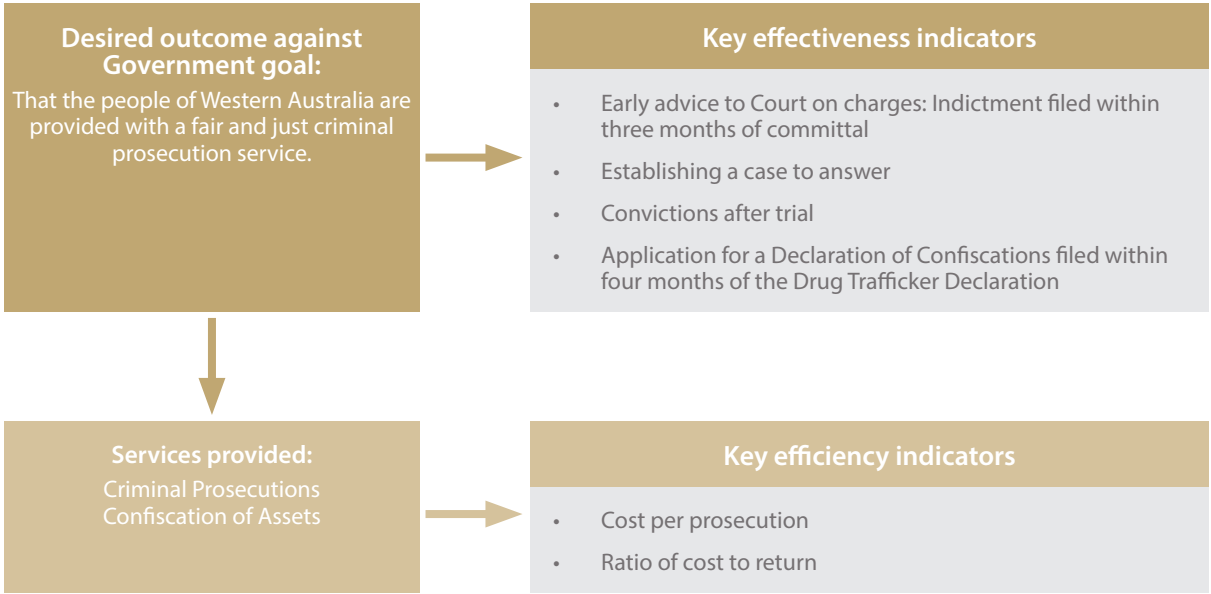 Desired outcome against
Government goal:
That the people of Western Australia are
provided with a fair and just criminal
prosecution service.
Key effectiveness indicators
• Early advice to Court on charges: Indictment filed within
three months of committal
• Establishing a case to answer
• Convictions after trial
• Application for a Declaration of Confiscations filed within
four months of the Drug Trafficker Declaration
Services provided:
Criminal Prosecutions
Confiscation of Assets
Key efficiency indicators
• Cost per prosecution
• Ratio of cost to return